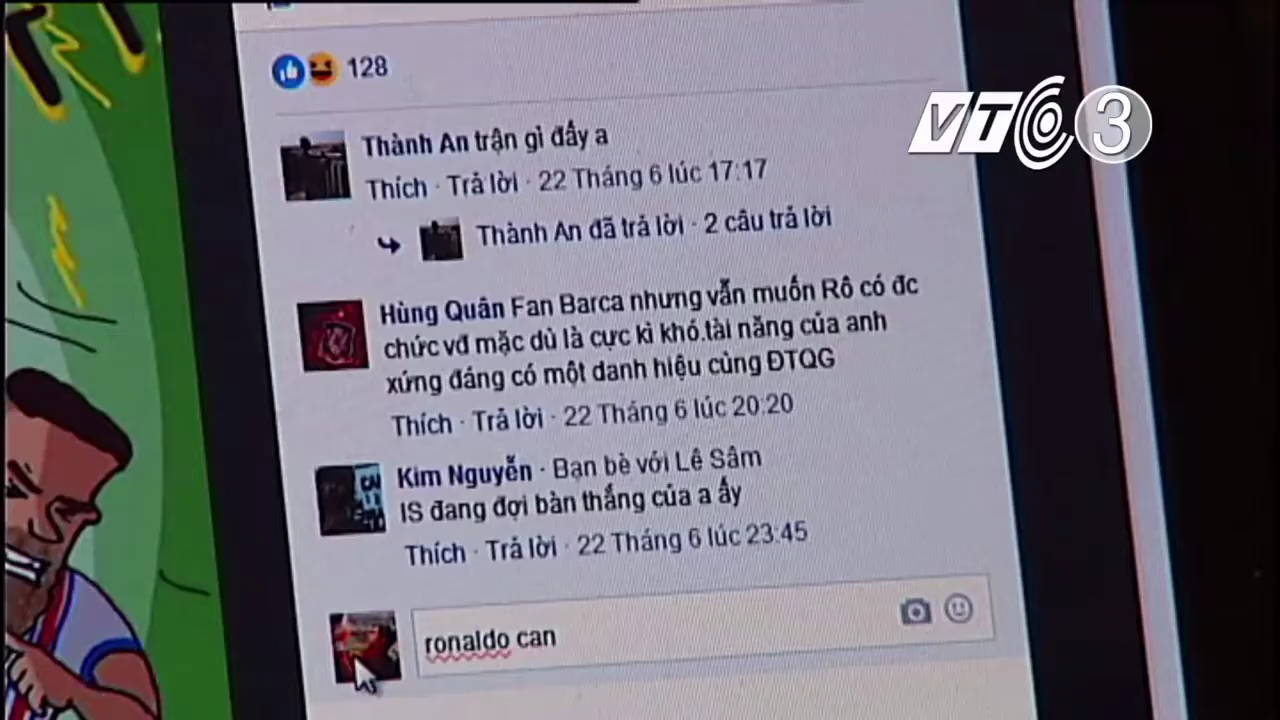 128
VTC 3
Thành An trận gì đấy a
Thích · Trả lời · 22 Tháng 6 lúc 17:17
Thành An đã trả lời · 2 câu trả lời
Hùng Quân Fan Barca nhưng vẫn muốn Rô có đc
chức vđ mặc dù là cực kì khó.tài năng của anh
xứng đáng có một danh hiệu cùng ĐTQG
Thích · Trả lời · 22 Tháng 6 lúc 20:20
Kim Nguyễn · Bạn bè với Lê Sâm
IS đang đợi bàn thắng của a ấy
Thích · Trả lời · 22 Tháng 6 lúc 23:45
ronaldo can